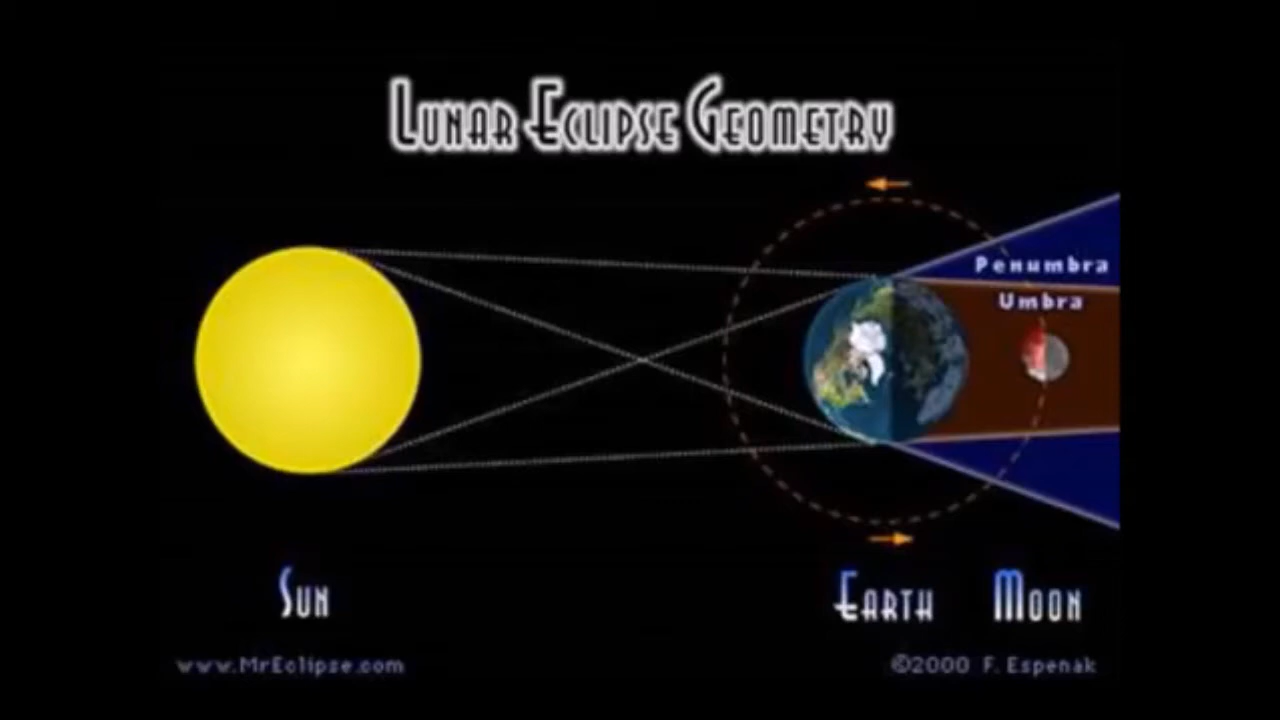 Lunar Eclipse Geometry
Penumbra
Umbra
Sun
Earth
Moon
www.MrEclipse.com
©2000 F. Espenak